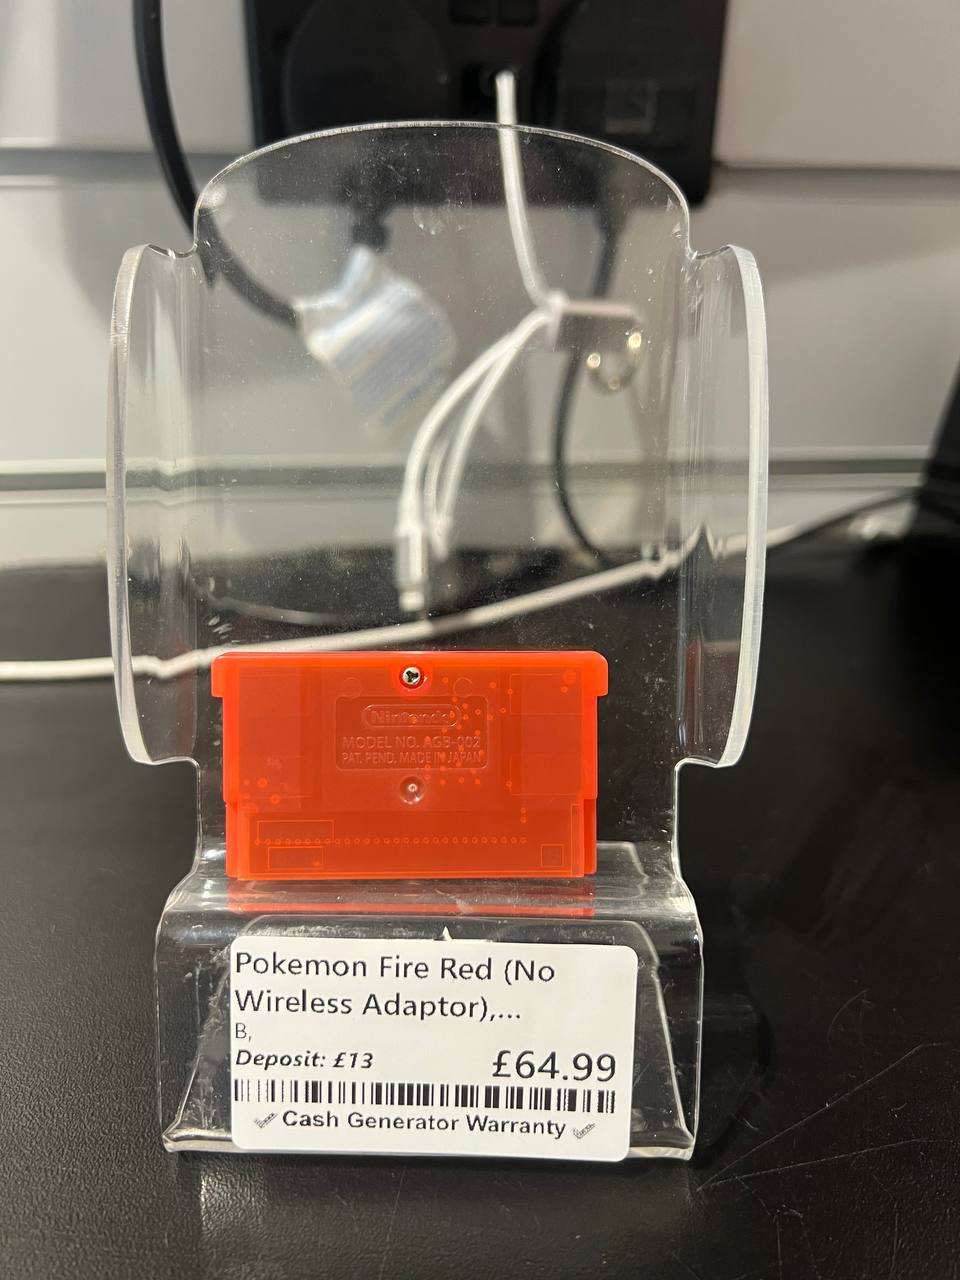 Nintendo
MODEL NO. AGB-002
PAT. PEND. MADE IN JAPAN
Pokemon Fire Red (No
Wireless Adaptor),...
B,
Deposit: £13
£64.99
Cash Generator Warranty